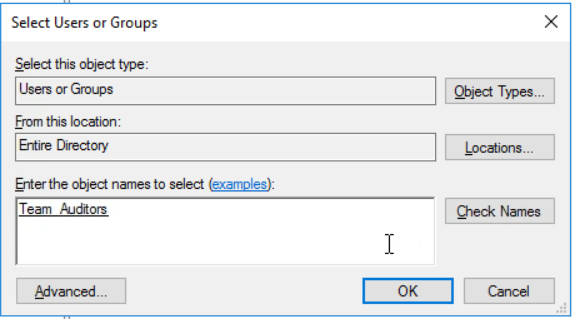 Select Users or Groups
Select this object type:
Users or Groups
Object Types...
From this location:
Entire Directory
Locations...
Enter the object names to select (examples):
Team_Auditors
Check Names
Advanced...
OK
Cancel